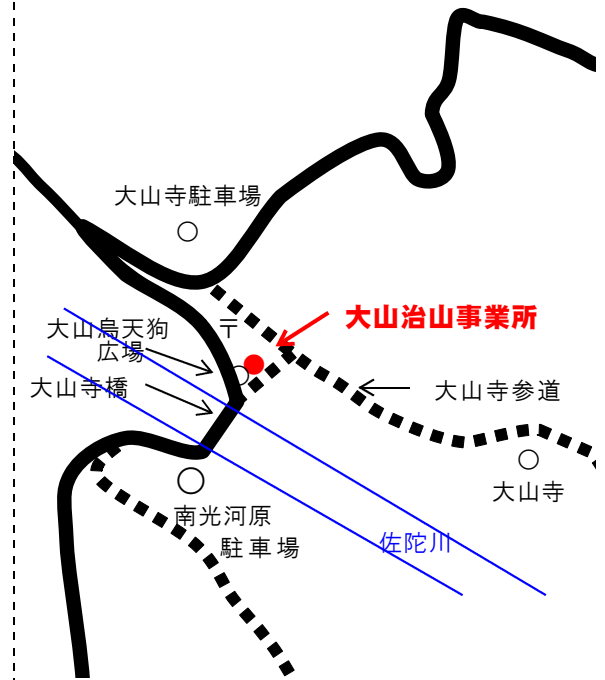 大山寺駐車場
〒
大山治山事業所
大山烏天狗
広場
大山寺橋
大山寺参道
大山寺
南光河原
駐車場
佐陀川